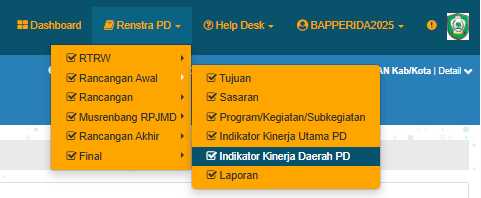 Dashboard
Renstra PD
Help Desk
BAPPERIDA2025
RTRW
Rancangan Awal
Rancangan
Musrenbang RPJMD
Rancangan Akhir
Final
AN Kab/Kota | Detail
Tujuan
Sasaran
Program/Kegiatan/Subkegiatan
Indikator Kinerja Utama PD
Indikator Kinerja Daerah PD
Laporan